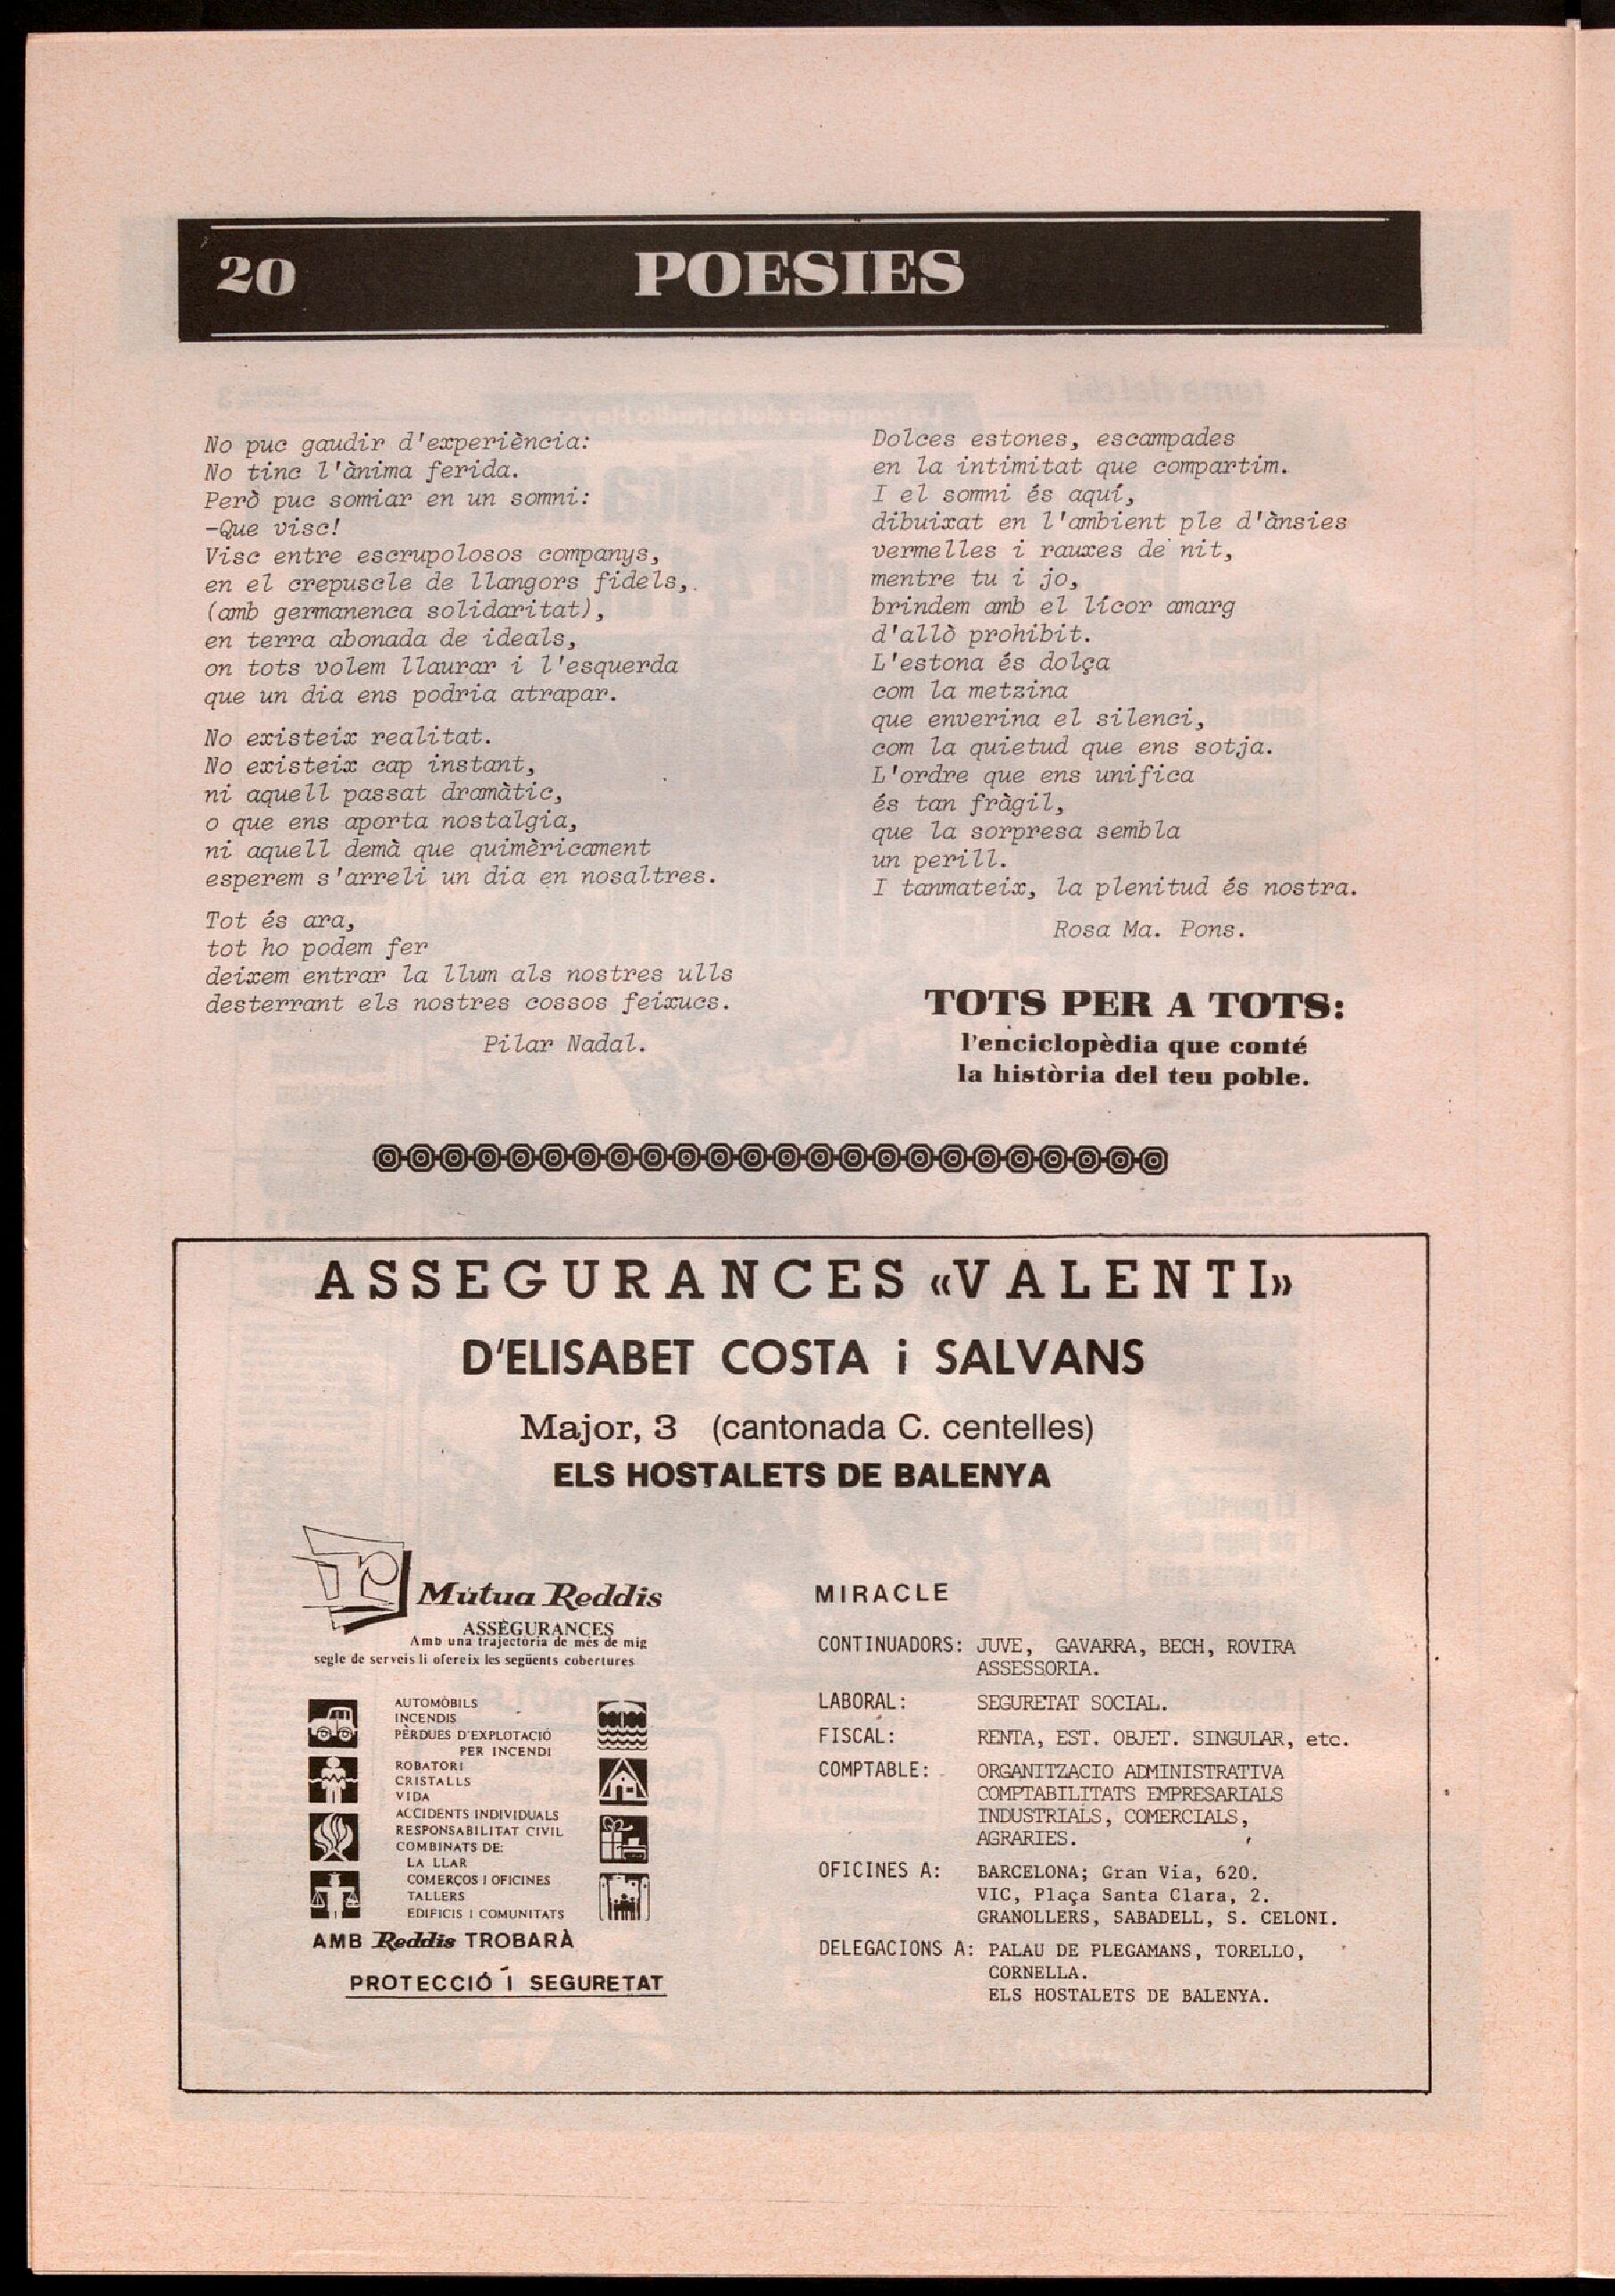 20
POESIES
No puc gaudir d'experiència:
No tinc l'ànima ferida.
Però puc somiar en un somni:
-Que visc!
Visc entre escrupolosos companys,
en el crepuscle de llangors fidels,
(amb germanenca solidaritat),
en terra abonada de ideals,
on tots volem llaurar i l'esquerda
que un dia ens podria atrapar.
No existeix realitat.
No existeix cap instant,
ni aquell passat dramàtic,
o que ens aporta nostalgia,
ni aquell demà que quimèricament
esperem s'arreli un dia en nosaltres.
Tot és ara,
tot ho podem fer
deixem entrar la llum als nostres ulls
desterrant els nostres cossos feixucs.
Pilar Nadal.
Dolces estones, escampades
en la intimitat que compartim.
I el somni és aquí,
dibuixat en l'ambient ple d'ànsies
vermelles i rauxes de nit,
mentre tu i jo,
brindem amb el lícor amarg
d'allò prohibit.
L'estona és dolça
com la metzina
que enverina el silenci,
com la quietud que ens sotja.
L'ordre que ens unifica
és tan fràgil,
que la sorpresa sembla
un perill.
I tanmateix, la plenitud és nostra.
Rosa Ma. Pons.
TOTS PER A TOTS:
l'enciclopèdia que conté
la història del teu poble.
ASSEGURANCES «VALENTI»
D'ELISABET COSTA i SALVANS
Major, 3 (cantonada C. centelles)
ELS HOSTALETS DE BALENYA
Mútua Reddis
ASSEGURANCES
Amb una trajectòria de més de mig
segle de serveis li ofereix les següents cobertures
AUTOMÒBILS
INCENDIS
PÈRDUES D'EXPLOTACIÓ
PER INCENDI
ROBATORI
CRISTALLS
VIDA
ACCIDENTS INDIVIDUALS
RESPONSABILITAT CIVIL
COMBINATS DE:
LA LLAR
COMERÇOS I OFICINES
TALLERS
EDIFICIS I COMUNITATS
AMB Reddis TROBARÀ
PROTECCIÓ I SEGURETAT
MIRACLE
CONTINUADORS: JUVE, GAVARRA, BECH, ROVIRA
ASSESSORIA.
LABORAL: SEGURETAT SOCIAL.
FISCAL: RENTA, EST. OBJET. SINGULAR, etc.
COMPTABLE: ORGANITZACIO ADMINISTRATIVA
COMPTABILITATS EMPRESARIALS
INDUSTRIALS, COMERCIALS,
AGRARIES.
OFICINES A: BARCELONA; Gran Via, 620.
VIC, Plaça Santa Clara, 2.
GRANOLLERS, SABADELL, S. CELONI.
DELEGACIONS A: PALAU DE PLEGAMANS, TORELLO,
CORNELLA.
ELS HOSTALETS DE BALENYA.